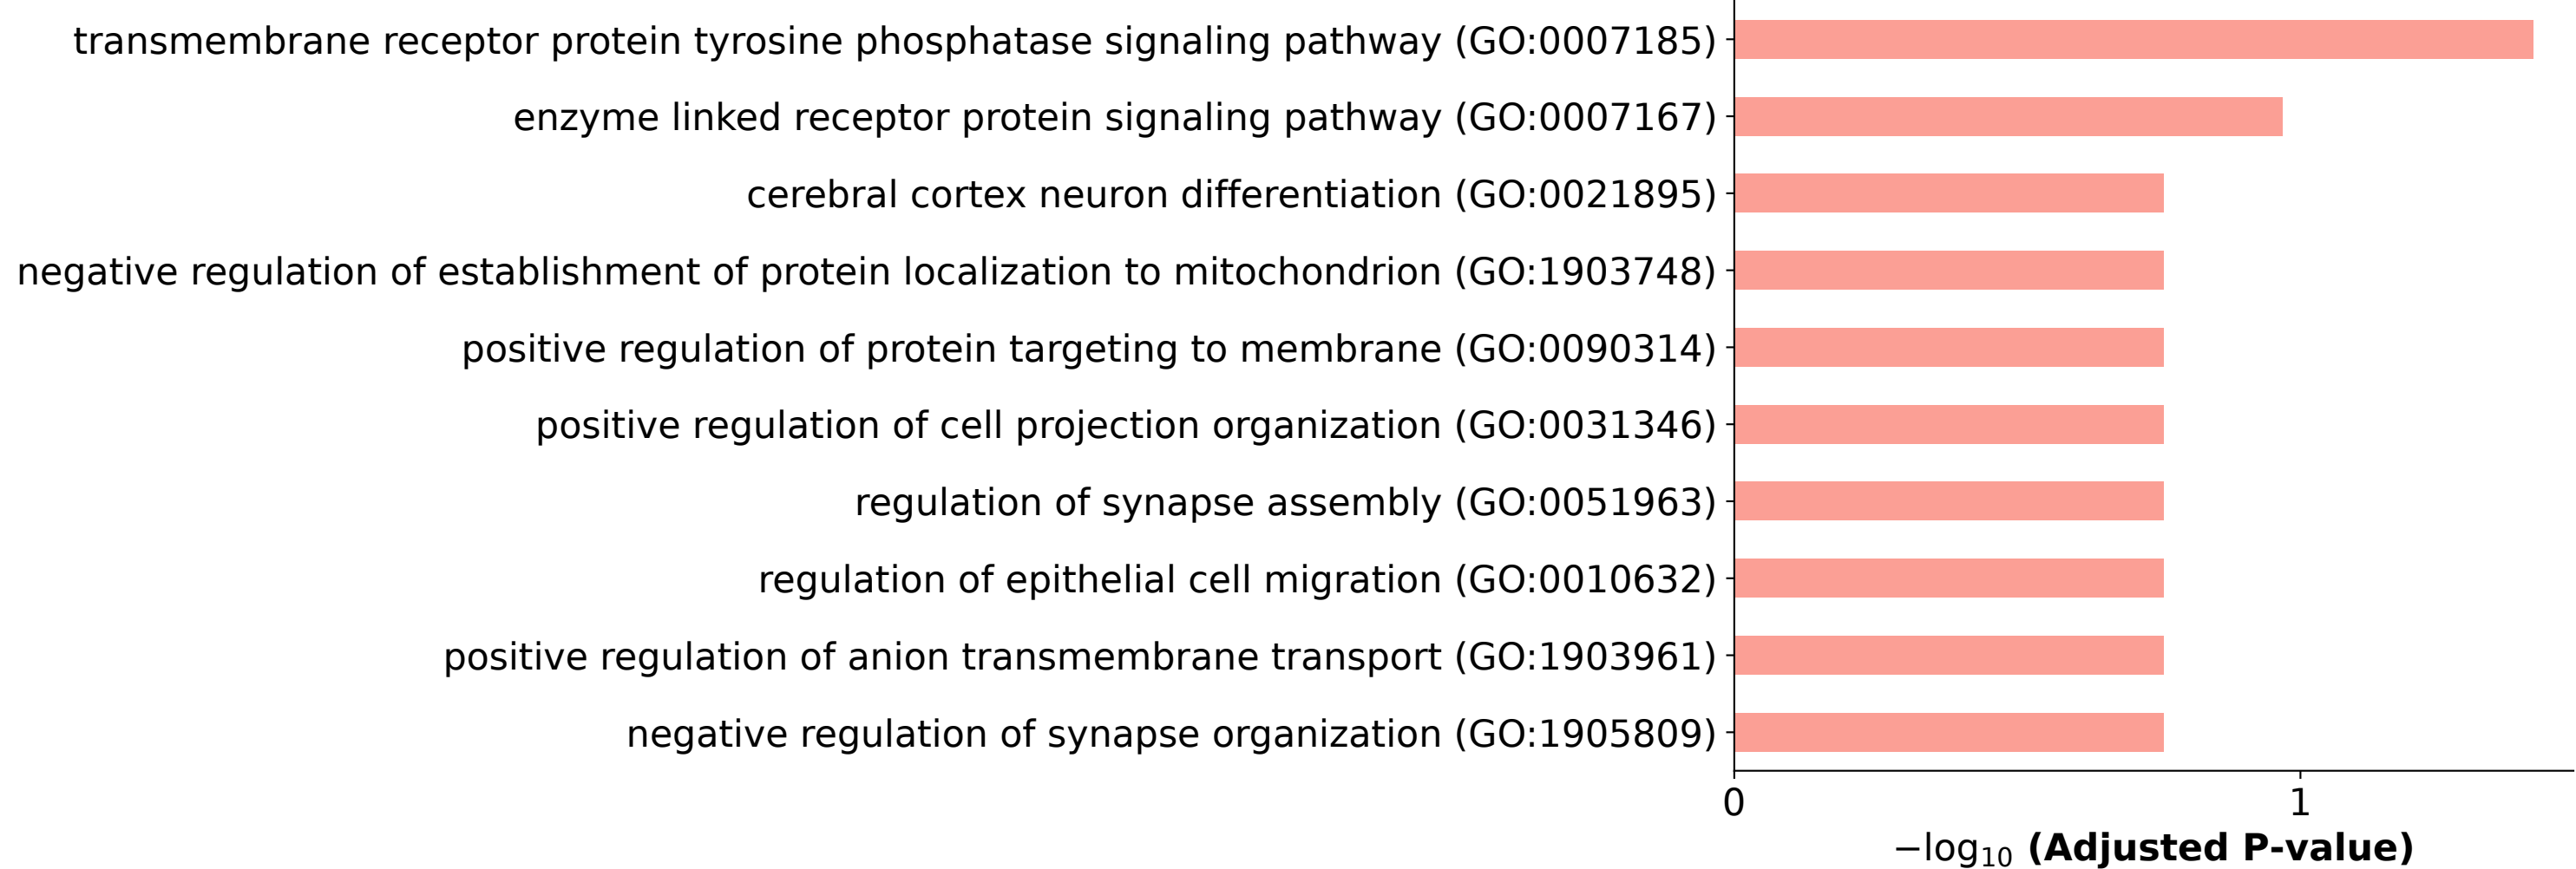 transmembrane receptor protein tyrosine phosphatase signaling pathway (GO:0007185)
enzyme linked receptor protein signaling pathway (GO:0007167)
cerebral cortex neuron differentiation (GO:0021895)
negative regulation of establishment of protein localization to mitochondrion (GO:1903748)
positive regulation of protein targeting to membrane (GO:0090314)
positive regulation of cell projection organization (GO:0031346)
regulation of synapse assembly (GO:0051963)
regulation of epithelial cell migration (GO:0010632)
positive regulation of anion transmembrane transport (GO:1903961)
negative regulation of synapse organization (GO:1905809)
0 1
−log₁₀ (Adjusted P-value)